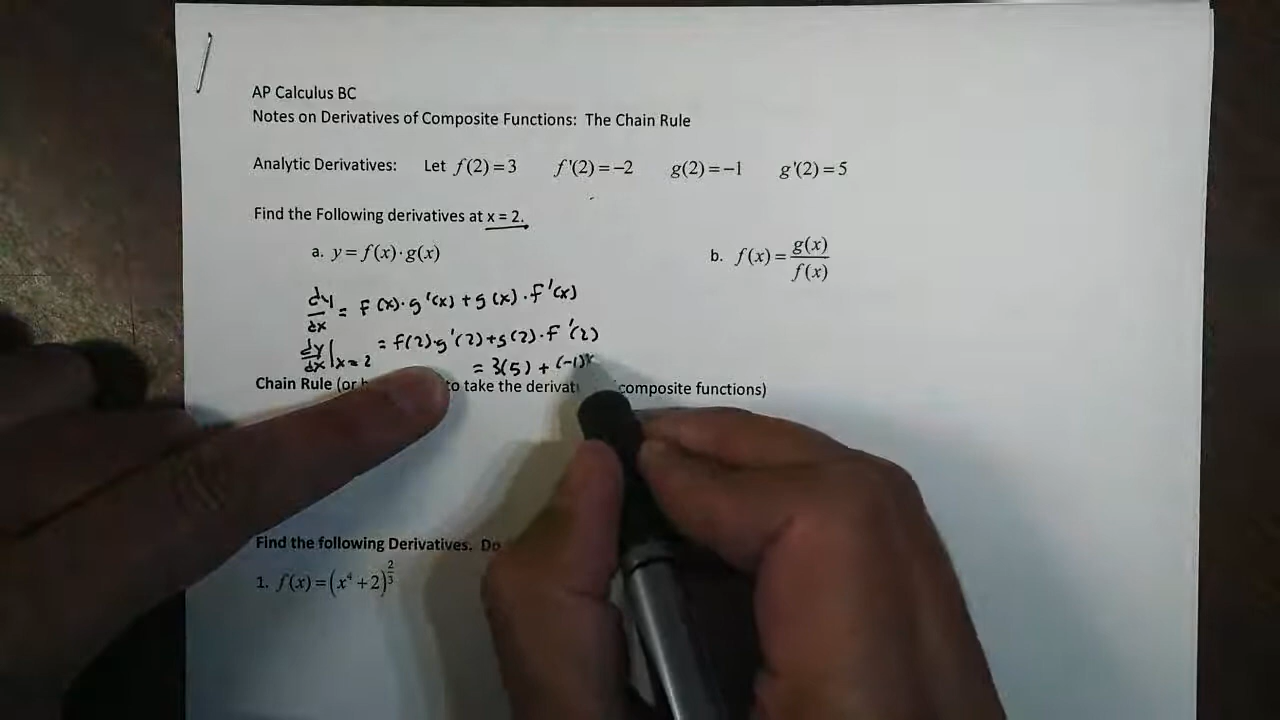 AP Calculus BC
Notes on Derivatives of Composite Functions: The Chain Rule
Analytic Derivatives: Let f(2)=3 f'(2)=−2 g(2)=−1 g'(2)=5
Find the Following derivatives at x = 2.
a. y=f(x)·g(x) b. f(x)=g(x)/f(x)
dy/dx = f(x)·g'(x)+g(x)·f'(x)
dy/dx|x=2 = f(2)·g'(2)+g(2)·f'(2)
= 3(5) + (-1)(
Chain Rule (or to take the composite functions)
Find the following Derivatives. Do
1. f(x)=(x⁴+2)^(2/3)